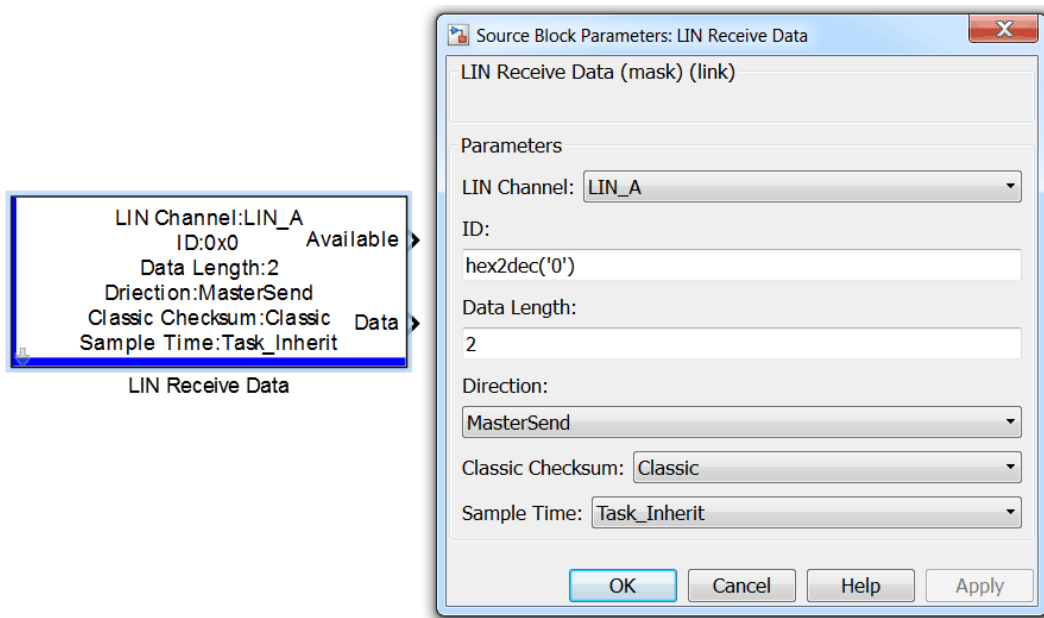 LIN Channel:LIN_A
ID:0x0
Data Length:2
Driection:MasterSend
Classic Checksum:Classic
Sample Time:Task_Inherit
Available
Data
LIN Receive Data
Source Block Parameters: LIN Receive Data
LIN Receive Data (mask) (link)
Parameters
LIN Channel: LIN_A
ID:
hex2dec('0')
Data Length:
2
Direction:
MasterSend
Classic Checksum: Classic
Sample Time: Task_Inherit
OK Cancel Help Apply